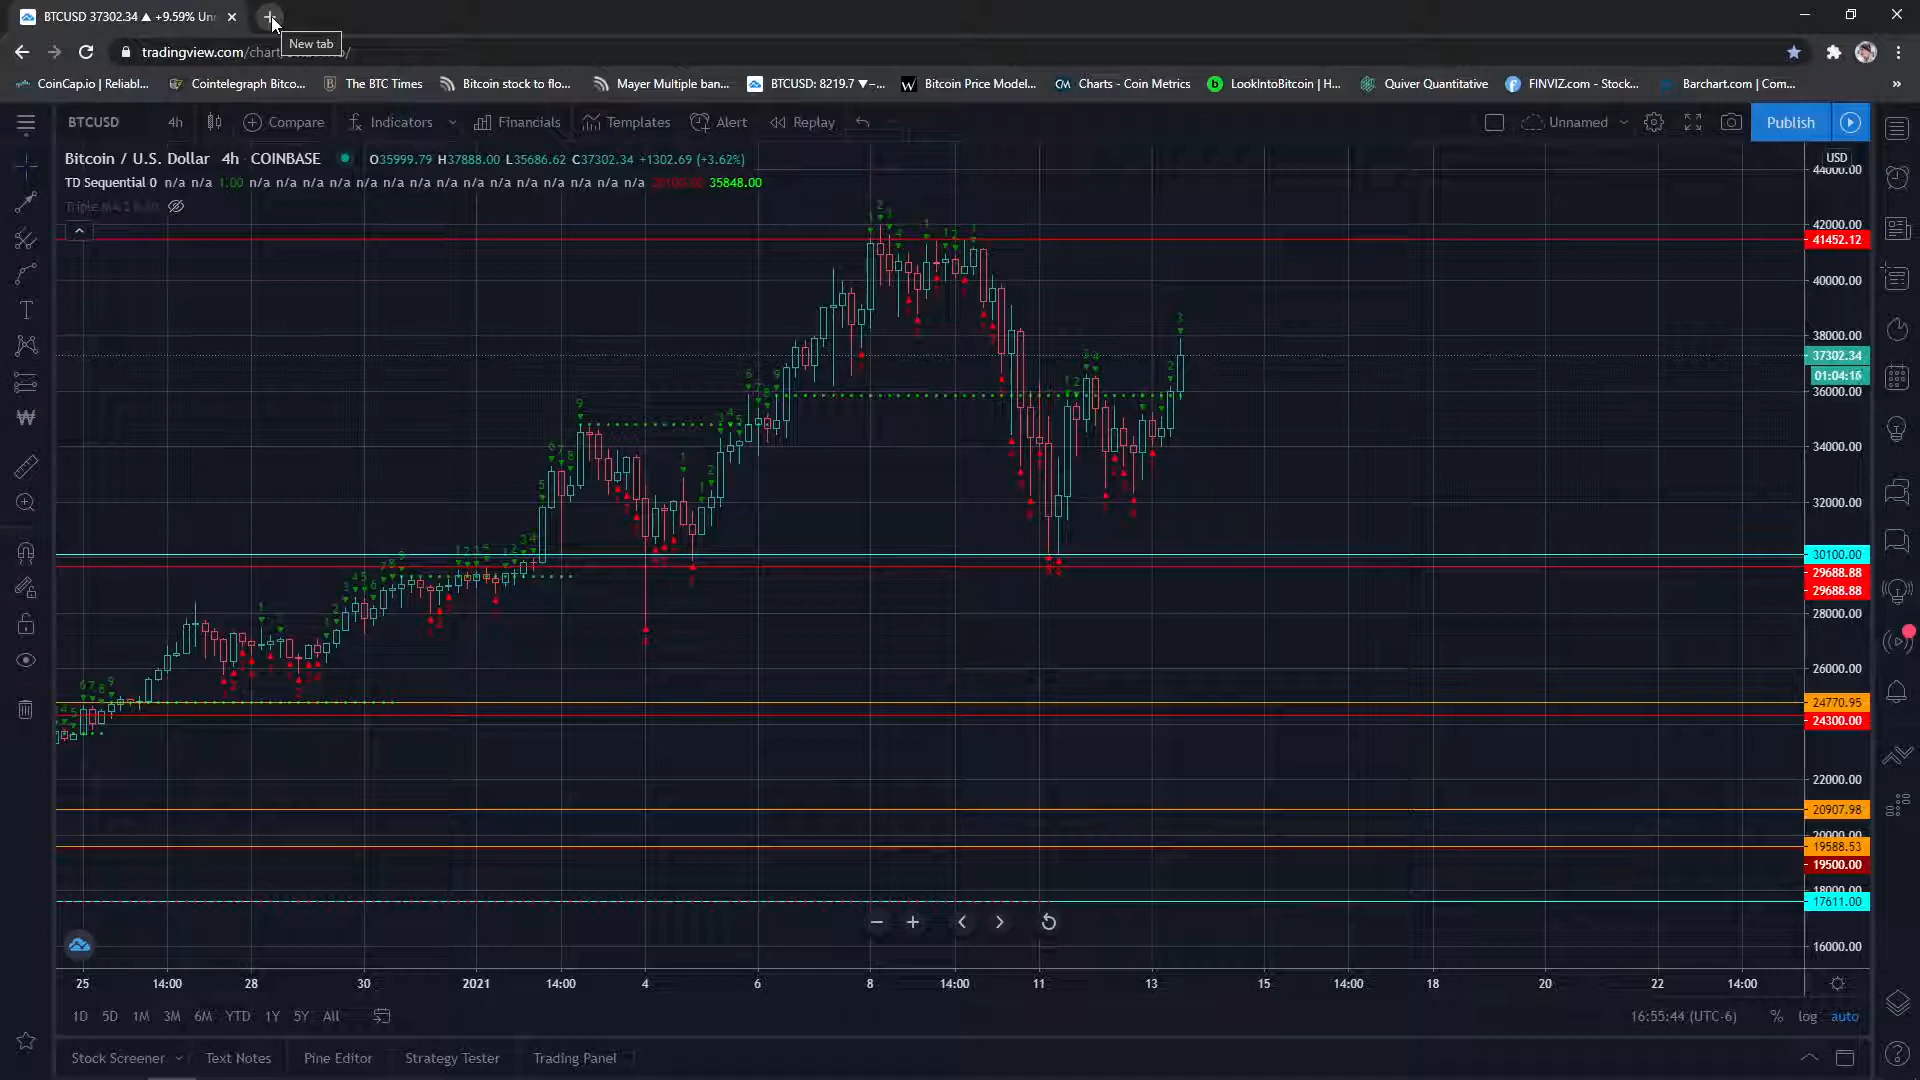 BTCUSD 37302.34 ▲ +9.59% Un
New tab
tradingview.com/chart
CoinCap.io | Reliabl...
Cointelegraph Bitco...
The BTC Times
Bitcoin stock to flo...
Mayer Multiple ban...
BTCUSD: 8219.7 ▼−...
Bitcoin Price Model...
Charts - Coin Metrics
LookIntoBitcoin | H...
Quiver Quantitative
FINVIZ.com - Stock...
Barchart.com | Com...
»
BTCUSD 4h Compare Indicators Financials Templates Alert Replay Unnamed Publish
Bitcoin / U.S. Dollar 4h COINBASE O35999.79 H37888.00 L35686.62 C37302.34 +1302.69 (+3.62%)
TD Sequential 0 n/a n/a 1.00 n/a n/a n/a n/a n/a n/a n/a n/a n/a n/a n/a n/a n/a n/a n/a 35848.00
USD
44000.00
42000.00
41452.12
40000.00
38000.00
37302.34
01:04:16
36000.00
34000.00
32000.00
30100.00
29688.88
29688.88
28000.00
26000.00
24770.95
24300.00
22000.00
20907.98
20000.00
19588.53
19500.00
18000.00
17611.00
16000.00
25 14:00 28 30 2021 14:00 4 6 8 14:00 11 13 15 14:00 18 20 22 14:00
1D 5D 1M 3M 6M YTD 1Y 5Y All 16:55:44 (UTC-6) % log auto
Stock Screener Text Notes Pine Editor Strategy Tester Trading Panel